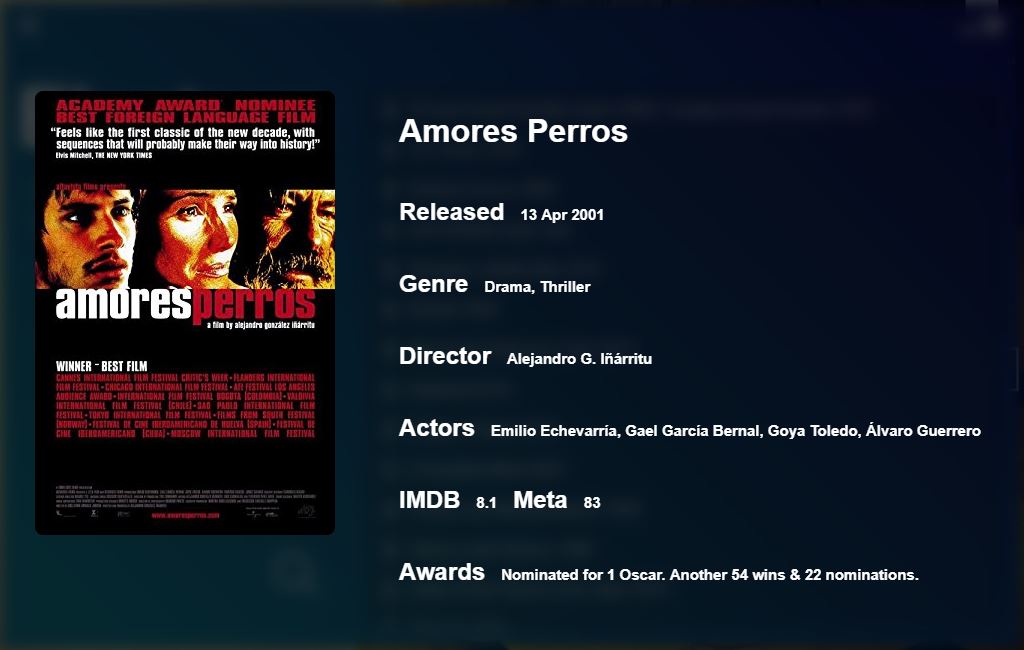 ACADEMY AWARD NOMINEE
BEST FOREIGN LANGUAGE FILM
“Feels like the first classic of the new decade, with
sequences that will probably make their way into history!”
Elvis Mitchell, THE NEW YORK TIMES
altavista films presents
amoresperros
a film by alejandro gonzález iñárritu
WINNER - BEST FILM
CANNES INTERNATIONAL FILM FESTIVAL CRITIC'S WEEK • FLANDERS INTERNATIONAL
FILM FESTIVAL • CHICAGO INTERNATIONAL FILM FESTIVAL • AFI FESTIVAL LOS ANGELES
AUDIENCE AWARD • INTERNATIONAL FILM FESTIVAL BOGOTA (COLOMBIA) • VALDIVIA
INTERNATIONAL FILM FESTIVAL (CHILE) • SAO PAULO INTERNATIONAL FILM
FESTIVAL • TOKYO INTERNATIONAL FILM FESTIVAL • FILMS FROM SOUTH FESTIVAL
(NORWAY) • FESTIVAL DE CINE IBEROAMERICANO DE HUELVA (SPAIN) • FESTIVAL DE
CINE IBEROAMERICANO (CUBA) • MOSCOW INTERNATIONAL FILM FESTIVAL
www.amoresperros.com
Amores Perros
Released 13 Apr 2001
Genre Drama, Thriller
Director Alejandro G. Iñárritu
Actors Emilio Echevarría, Gael García Bernal, Goya Toledo, Álvaro Guerrero
IMDB 8.1 Meta 83
Awards Nominated for 1 Oscar. Another 54 wins & 22 nominations.